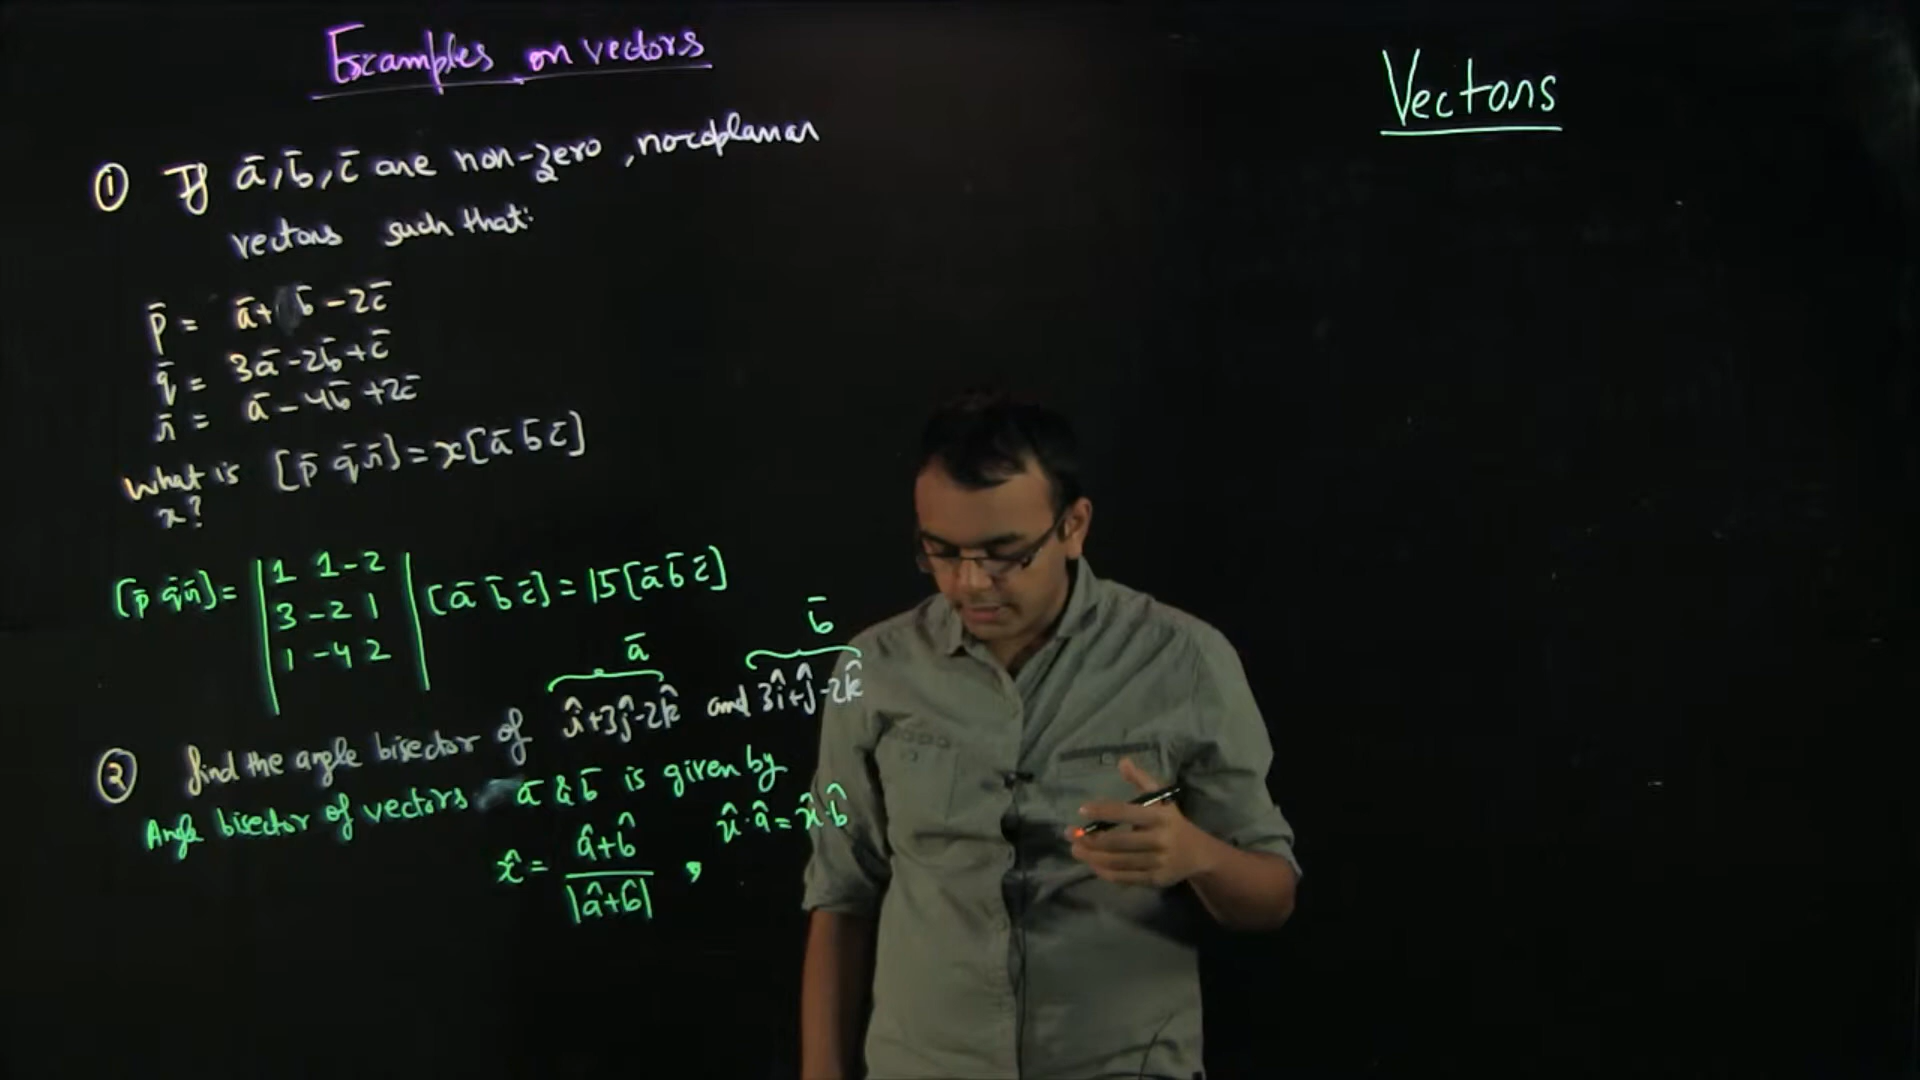 Examples on vectors
Vectors
① If a̅, b̅, c̅ are non-zero, nocoplanar
vectors such that:
p̅ = a̅ + b̅ - 2c̅
q̅ = 3a̅ - 2b̅ + c̅
r̅ = a̅ - 4b̅ + 2c̅
What is [p̅ q̅ r̅] = x[a̅ b̅ c̅]
x?
[p̅ q̅ r̅] = | 1 1 -2 | [a̅ b̅ c̅] = 15[a̅ b̅ c̅]
3 -2 1
1 -4 2
a̅ b̅
② find the angle bisector of î+3ĵ-2k̂ and 3î+ĵ-2k̂
Angle bisector of vectors a̅ & b̅ is given by
x̂ = (â+b̂)/|â+b̂| , x̂·â = x̂·b̂